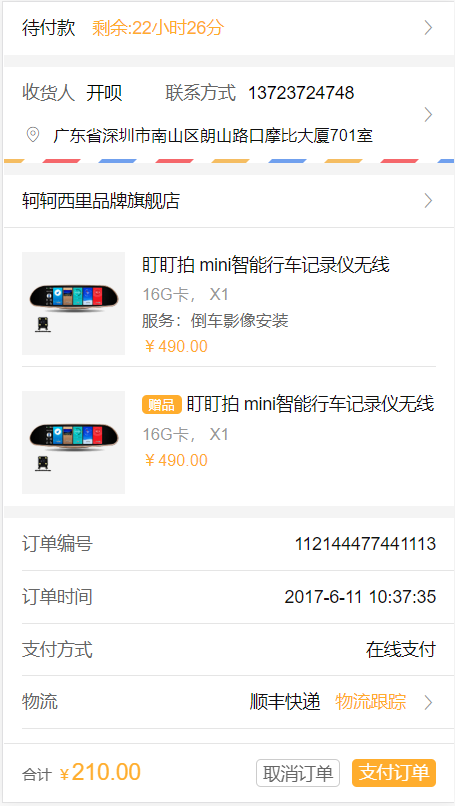 待付款 剩余:22小时26分
收货人 开呗 联系方式 13723724748
广东省深圳市南山区朗山路口摩比大厦701室
轲轲西里品牌旗舰店
盯盯拍 mini智能行车记录仪无线
16G卡， X1
服务：倒车影像安装
￥490.00
赠品 盯盯拍 mini智能行车记录仪无线
16G卡， X1
￥490.00
订单编号 112144477441113
订单时间 2017-6-11 10:37:35
支付方式 在线支付
物流 顺丰快递 物流跟踪
合计 ￥210.00 取消订单 支付订单